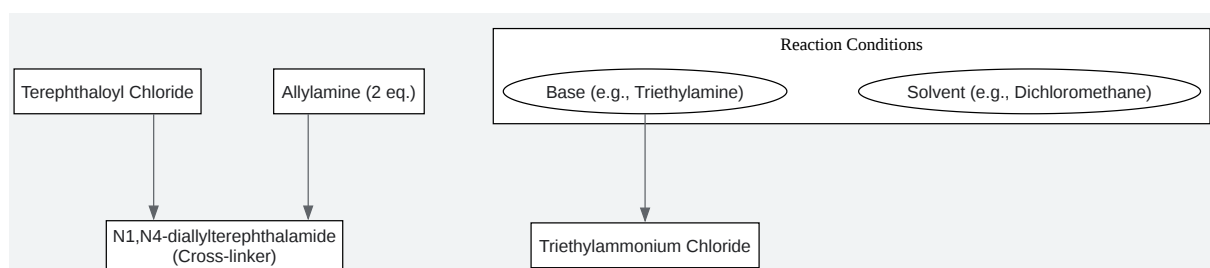 Reaction Conditions
Terephthaloyl Chloride
Allylamine (2 eq.)
Base (e.g., Triethylamine)
Solvent (e.g., Dichloromethane)
N1,N4-diallylterephthalamide
(Cross-linker)
Triethylammonium Chloride